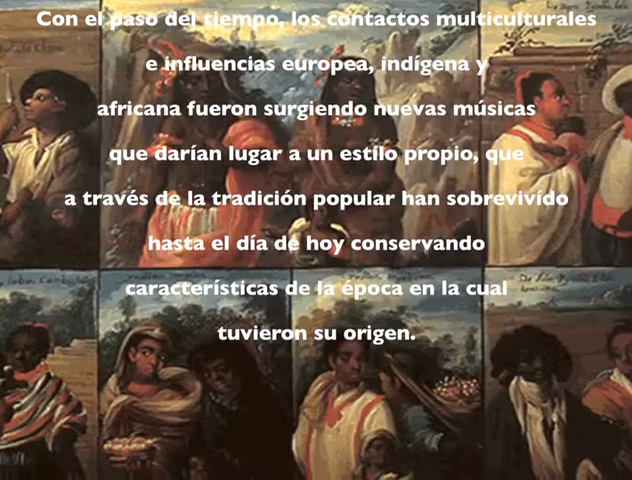 Con el paso del tiempo, los contactos multiculturales
e influencias europea, indígena y
africana fueron surgiendo nuevas músicas
que darían lugar a un estilo propio, que
a través de la tradición popular han sobrevivído
hasta el día de hoy conservando
características de la época en la cual
tuvieron su origen.